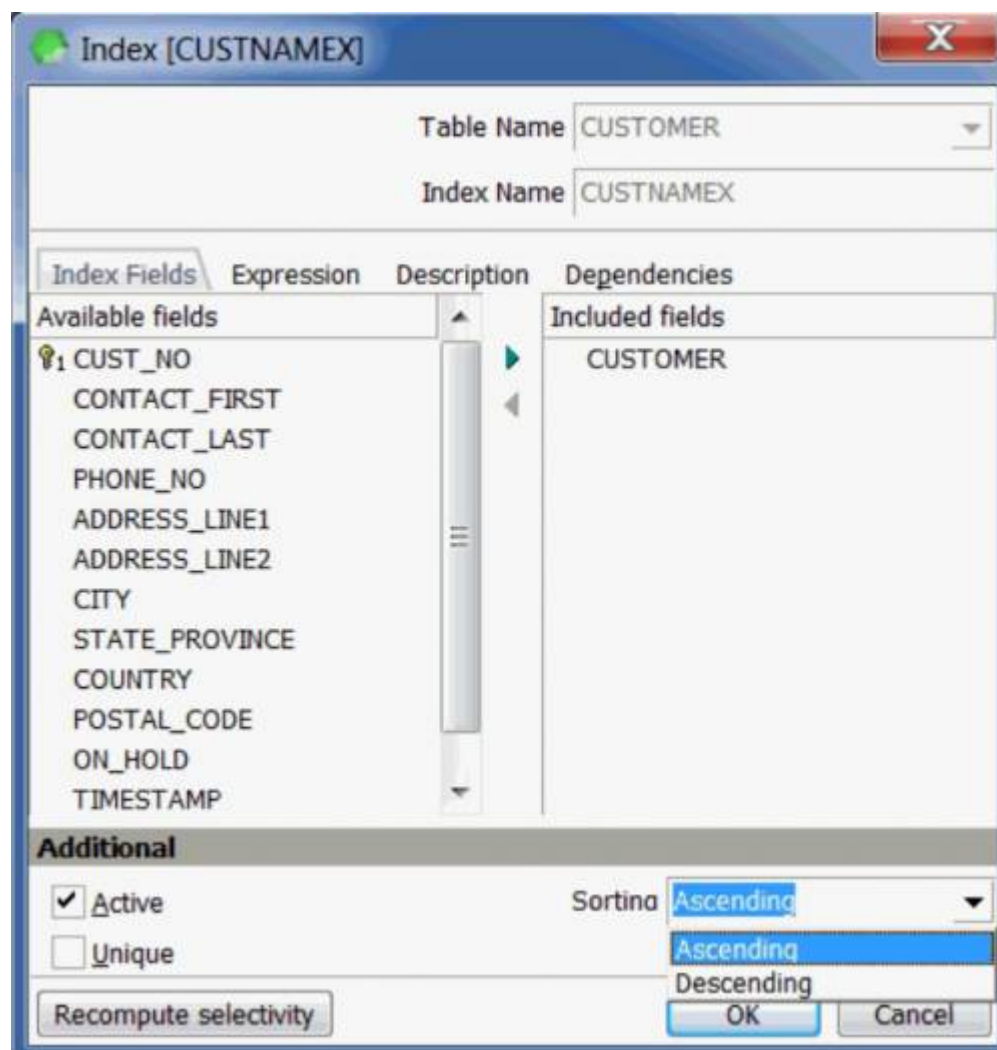 Index [CUSTNAMEX]
Table Name CUSTOMER
Index Name CUSTNAMEX
Index Fields Expression Description Dependencies
Available fields Included fields
1 CUST_NO CUSTOMER
CONTACT_FIRST
CONTACT_LAST
PHONE_NO
ADDRESS_LINE1
ADDRESS_LINE2
CITY
STATE_PROVINCE
COUNTRY
POSTAL_CODE
ON_HOLD
TIMESTAMP
Additional
Active Sorting Ascending
Unique Ascending
Descending
Recompute selectivity OK Cancel